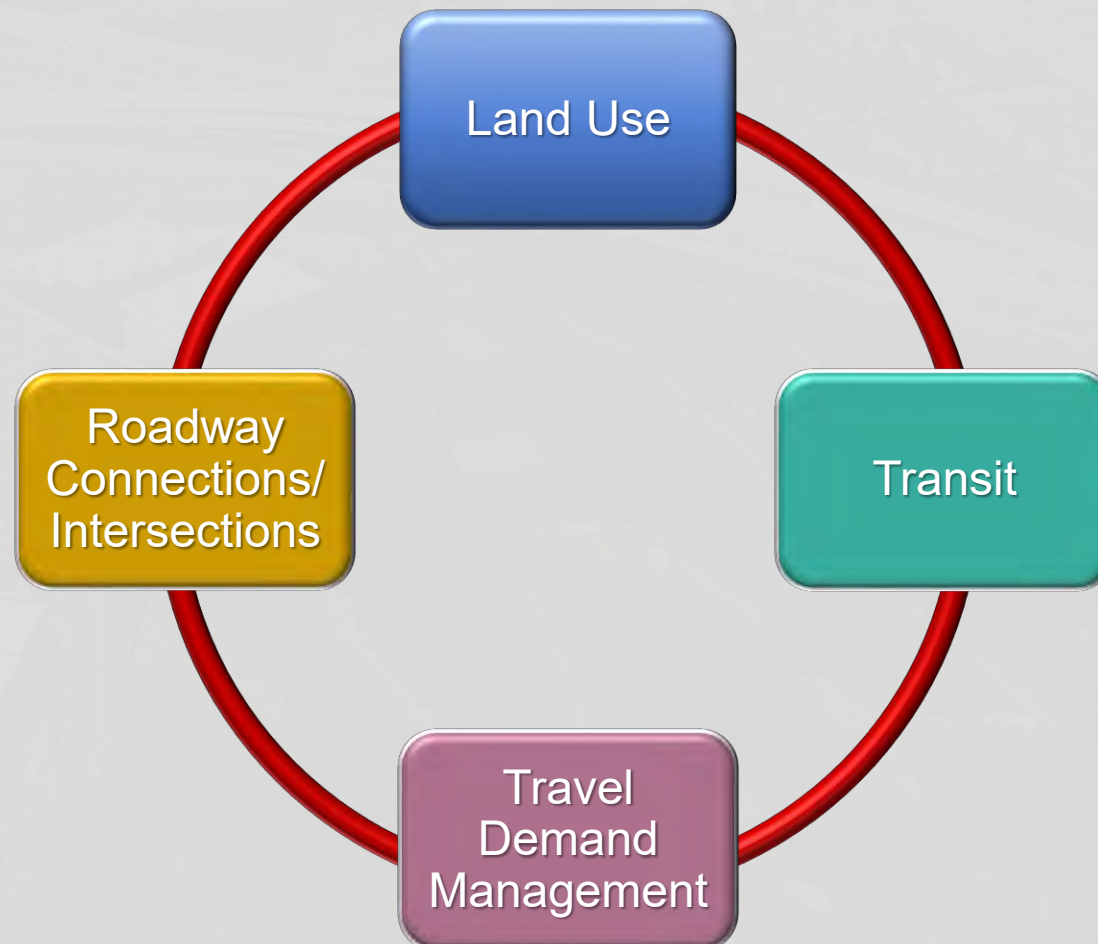 Land Use
Roadway
Connections/
Intersections
Transit
Travel
Demand
Management